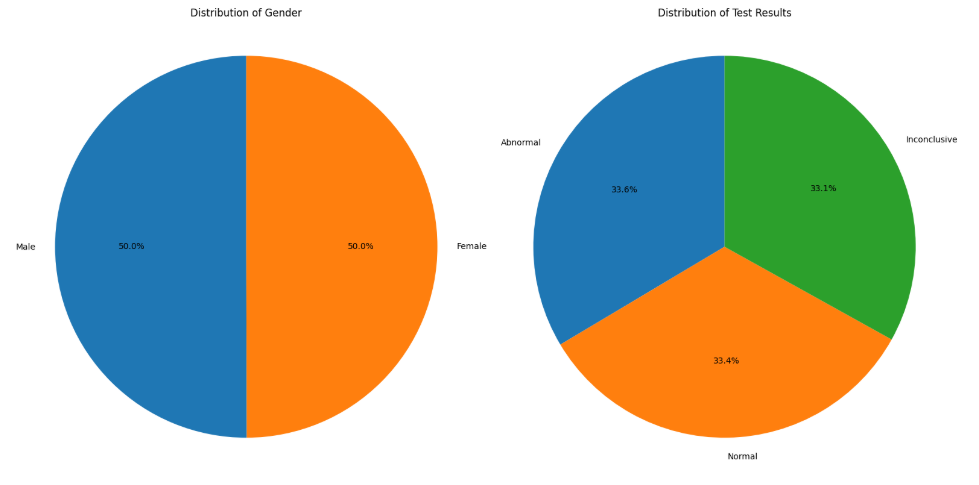 Distribution of Gender
Male
50.0%
50.0%
Female
Distribution of Test Results
Abnormal
Inconclusive
33.6%
33.1%
33.4%
Normal